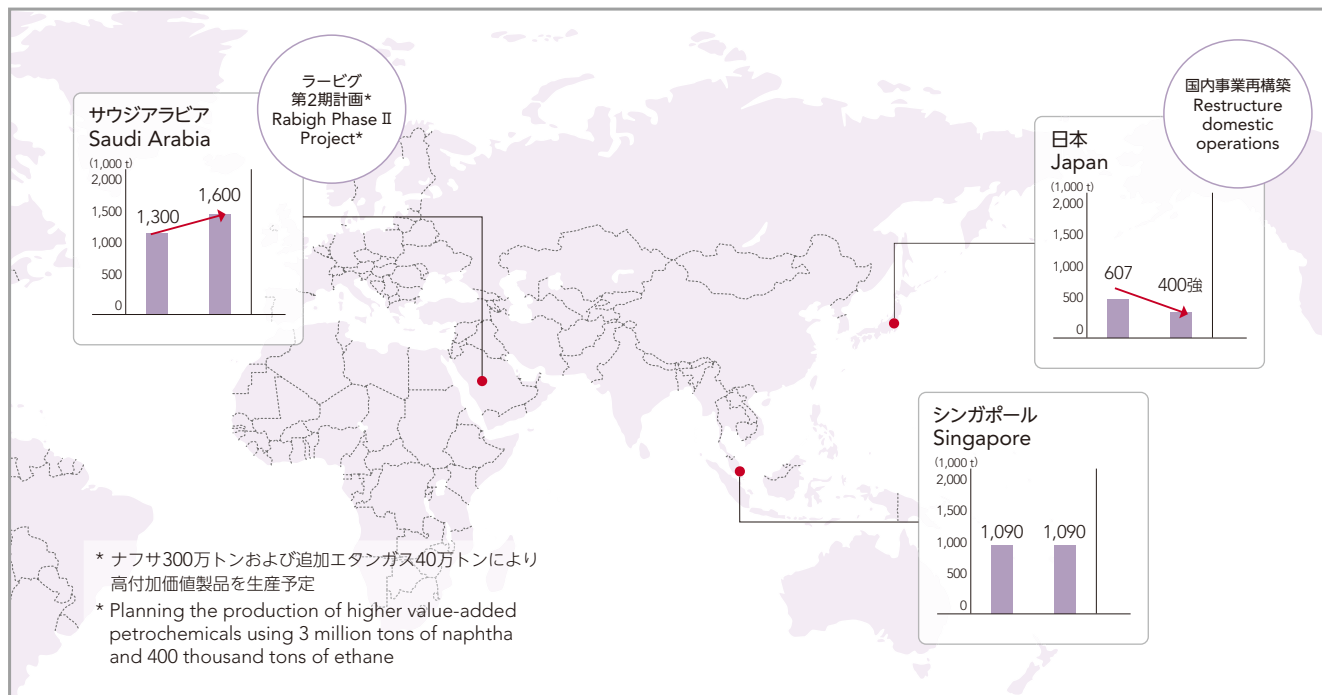 サウジアラビア
Saudi Arabia
(1,000 t)
2,000
1,500
1,000
500
0
1,300
1,600
ラービグ
第2期計画*
Rabigh Phase Ⅱ
Project*
日本
Japan
(1,000 t)
2,000
1,500
1,000
500
0
607
400強
国内事業再構築
Restructure
domestic
operations
シンガポール
Singapore
(1,000 t)
2,000
1,500
1,000
500
0
1,090
1,090
* ナフサ300万トンおよび追加エタンガス40万トンにより
高付加価値製品を生産予定
* Planning the production of higher value-added
petrochemicals using 3 million tons of naphtha
and 400 thousand tons of ethane